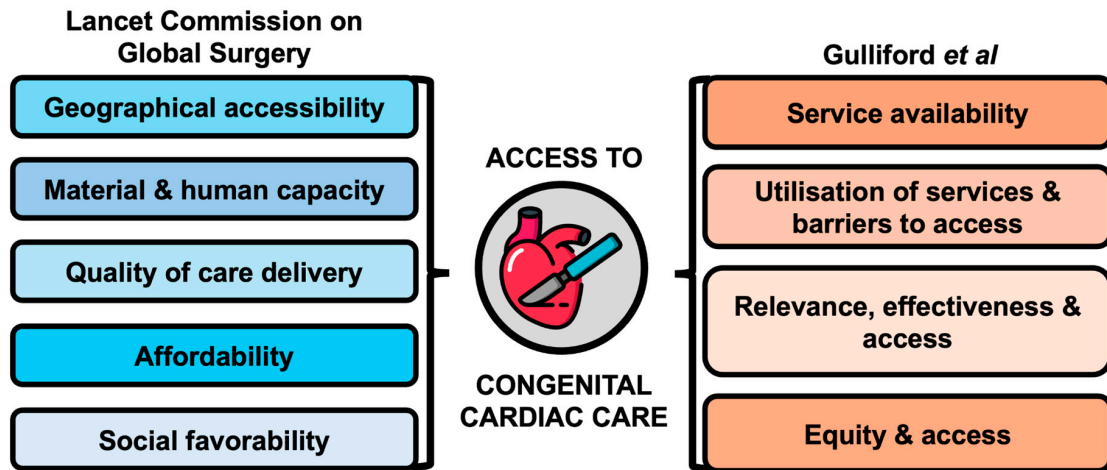 Lancet Commission on
Global Surgery
Geographical accessibility
Material & human capacity
Quality of care delivery
Affordability
Social favorability
ACCESS TO
CONGENITAL
CARDIAC CARE
Gulliford et al
Service availability
Utilisation of services &
barriers to access
Relevance, effectiveness &
access
Equity & access